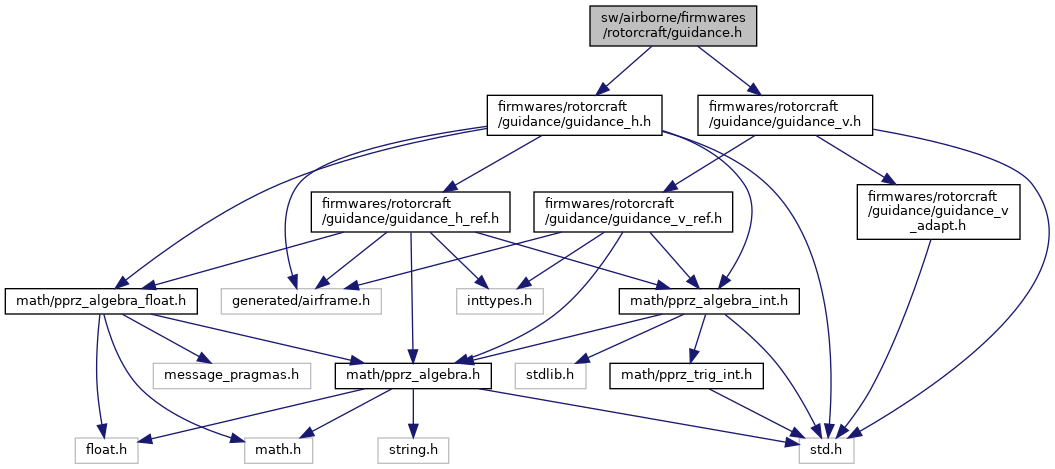 sw/airborne/firmwares
/rotorcraft/guidance.h
firmwares/rotorcraft
/guidance/guidance_h.h
firmwares/rotorcraft
/guidance/guidance_v.h
firmwares/rotorcraft
/guidance/guidance_h_ref.h
firmwares/rotorcraft
/guidance/guidance_v_ref.h
firmwares/rotorcraft
/guidance/guidance_v
_adapt.h
math/pprz_algebra_float.h
generated/airframe.h
inttypes.h
math/pprz_algebra_int.h
message_pragmas.h
math/pprz_algebra.h
stdlib.h
math/pprz_trig_int.h
float.h
math.h
string.h
std.h